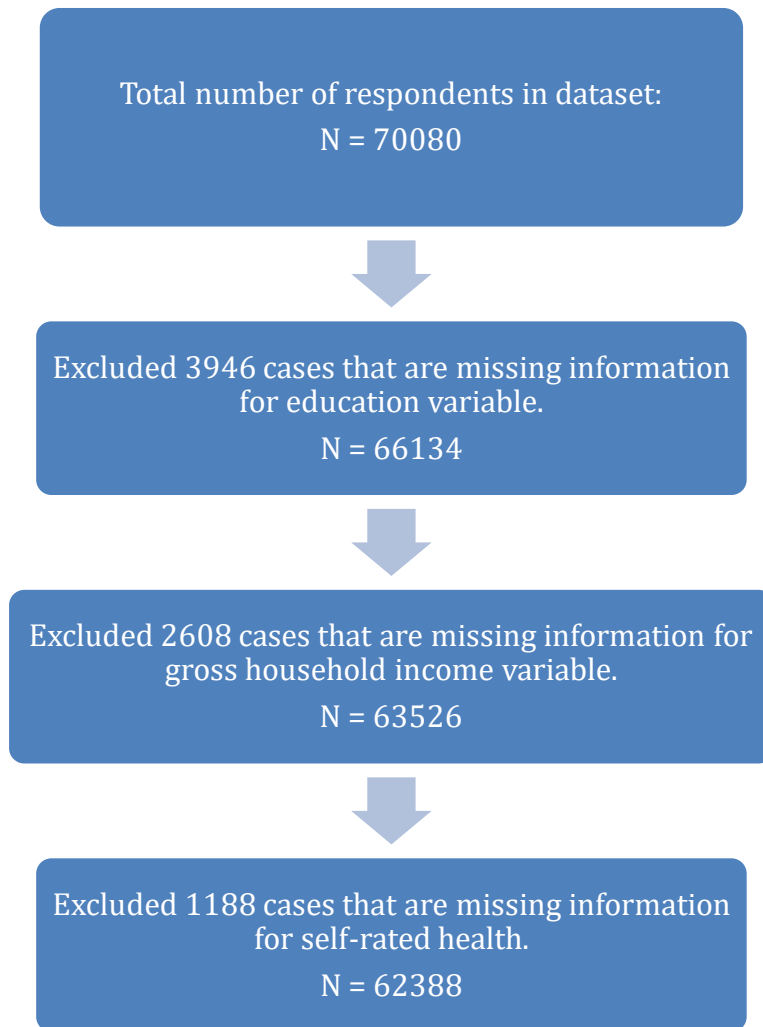 Total number of respondents in dataset:
N = 70080
Excluded 3946 cases that are missing information
for education variable.
N = 66134
Excluded 2608 cases that are missing information for
gross household income variable.
N = 63526
Excluded 1188 cases that are missing information
for self-rated health.
N = 62388